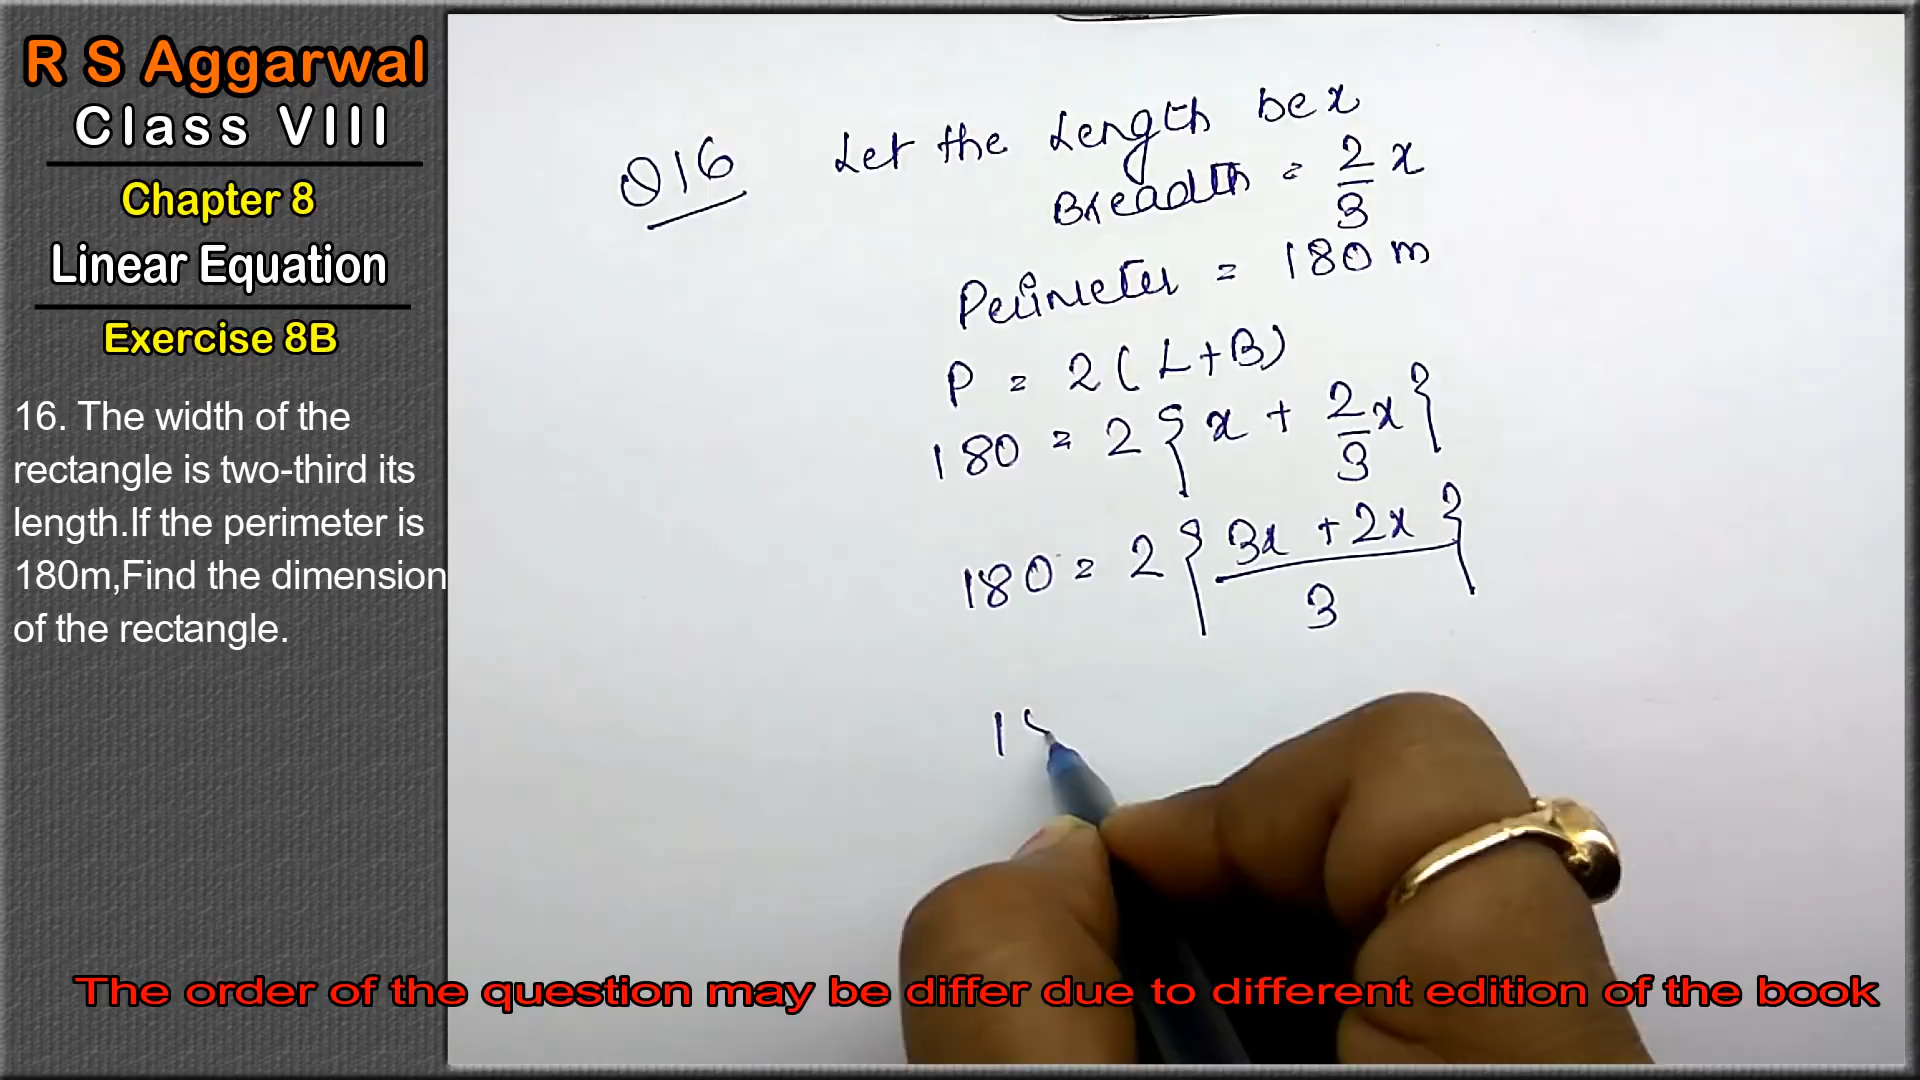 R S Aggarwal
Class VIII
Chapter 8
Linear Equation
Exercise 8B
16. The width of the
rectangle is two-third its
length.If the perimeter is
180m,Find the dimension
of the rectangle.
Q16 Let the Length be x
Breadth = 2/3 x
Perimeter = 180 m
P = 2 ( L + B )
180 = 2 { x + 2/3 x }
180 = 2 { (3x + 2x)/3 }
1
The order of the question may be differ due to different edition of the book